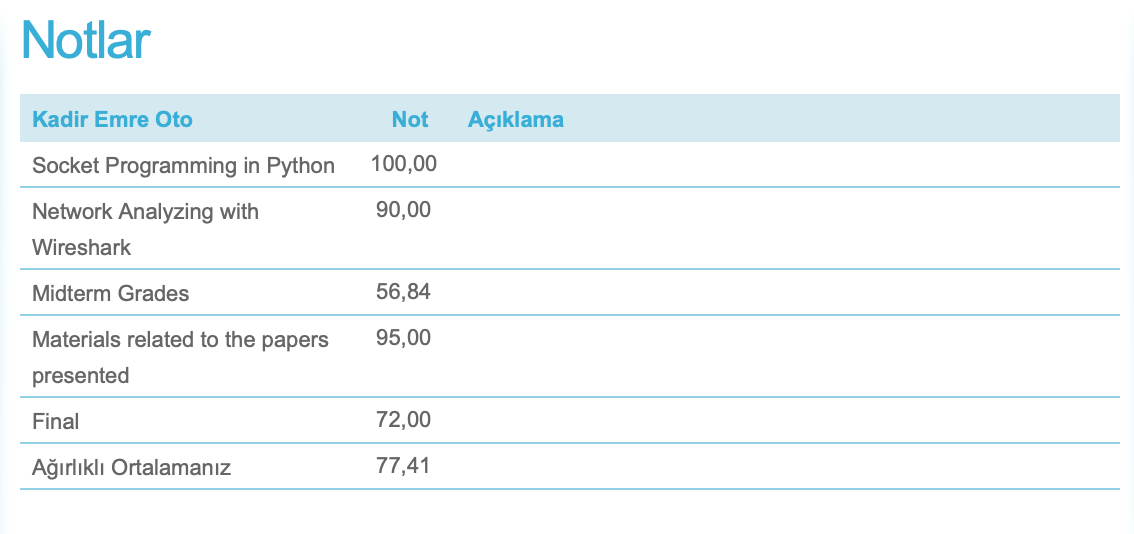 Notlar
Kadir Emre Oto Not Açıklama
Socket Programming in Python 100,00
Network Analyzing with 90,00
Wireshark
Midterm Grades 56,84
Materials related to the papers 95,00
presented
Final 72,00
Ağırlıklı Ortalamanız 77,41